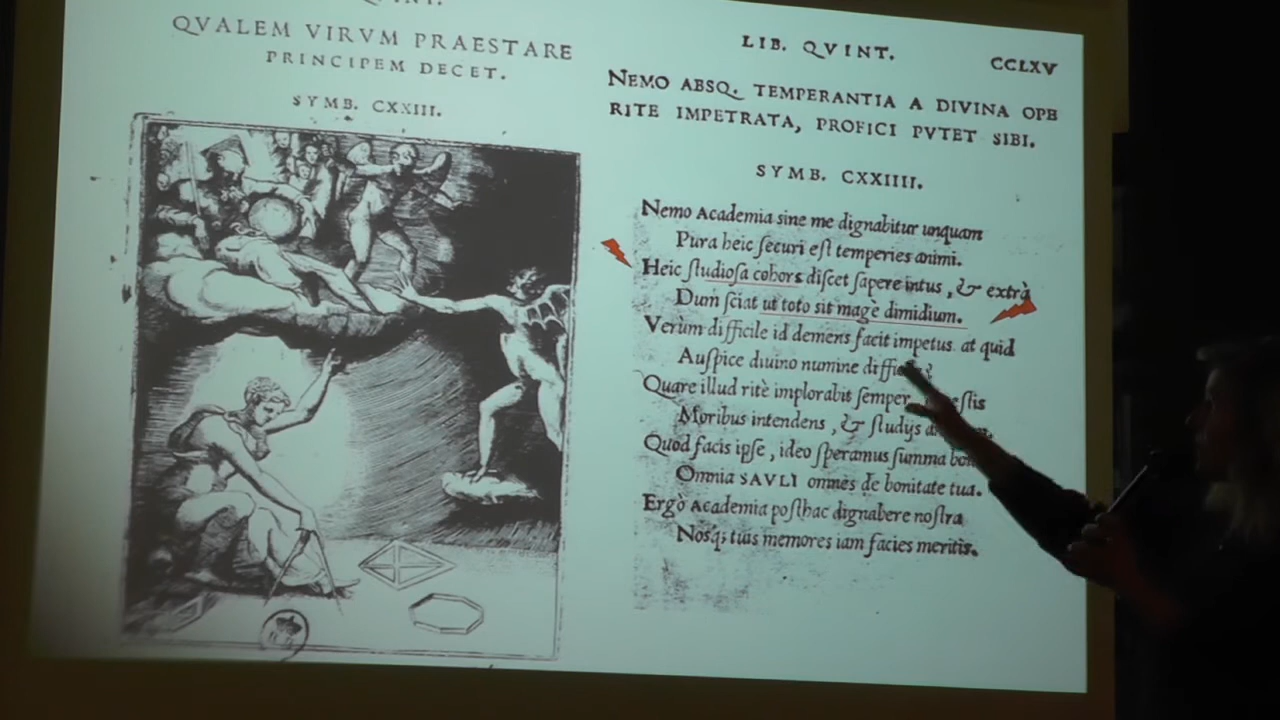 QVINT.
QVALEM VIRVM PRAESTARE
PRINCIPEM DECET.
SYMB. CXXIII.
LIB. QVINT.
CCLXV
NEMO ABSQ. TEMPERANTIA A DIVINA OPE
RITE IMPETRATA, PROFICI PVTET SIBI.
SYMB. CXXIIII.
Nemo Academia sine me dignabitur unquam
Pura heic ſecuri eſt temperies animi.
Heic ſtudioſa cohors diſcet ſapere intus, & extrà
Dum ſciat ut toto sit magè dimidium.
Verùm difficile id demens facit impetus. at quid
Auſpice diuino numine
Quare illud ritè implorabit ſemper
Moribus intendens, & ſtudijs
Quod facis ipſe, ideo ſperamus ſumma
Omnia SAVLI omnes de bonitate tua.
Ergò Academia poſthac dignabere noſtra
Nosq; tuis memores iam facies meritis.